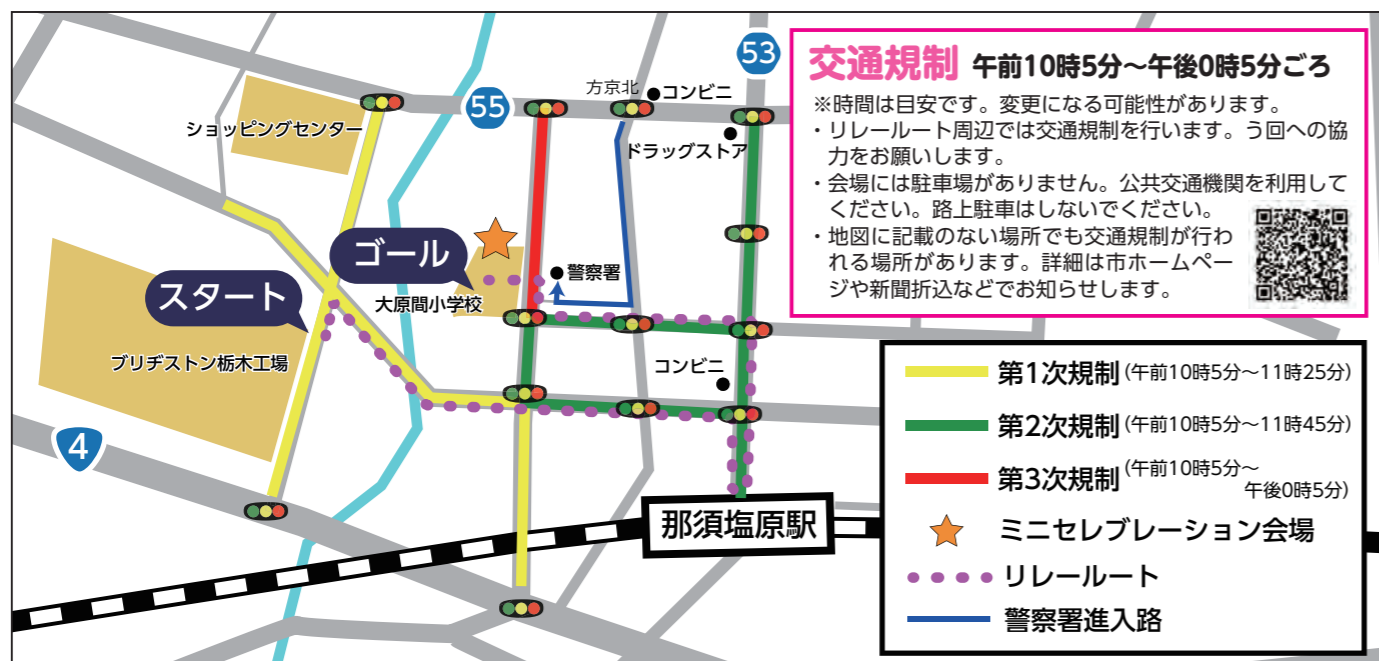 53
交通規制 午前10時5分～午後0時5分ごろ
※時間は目安です。変更になる可能性があります。
・リレールート周辺では交通規制を行います。う回への協
力をお願いします。
・会場には駐車場がありません。公共交通機関を利用して
ください。路上駐車はしないでください。
・地図に記載のない場所でも交通規制が行わ
れる場所があります。詳細は市ホームペー
ジや新聞折込などでお知らせします。
方京北
コンビニ
55
ショッピングセンター
ドラッグストア
ゴール
警察署
スタート
大原間小学校
ブリヂストン栃木工場
コンビニ
4
那須塩原駅
第1次規制 (午前10時5分～11時25分)
第2次規制 (午前10時5分～11時45分)
第3次規制 (午前10時5分～
午後0時5分)
ミニセレブレーション会場
リレールート
警察署進入路